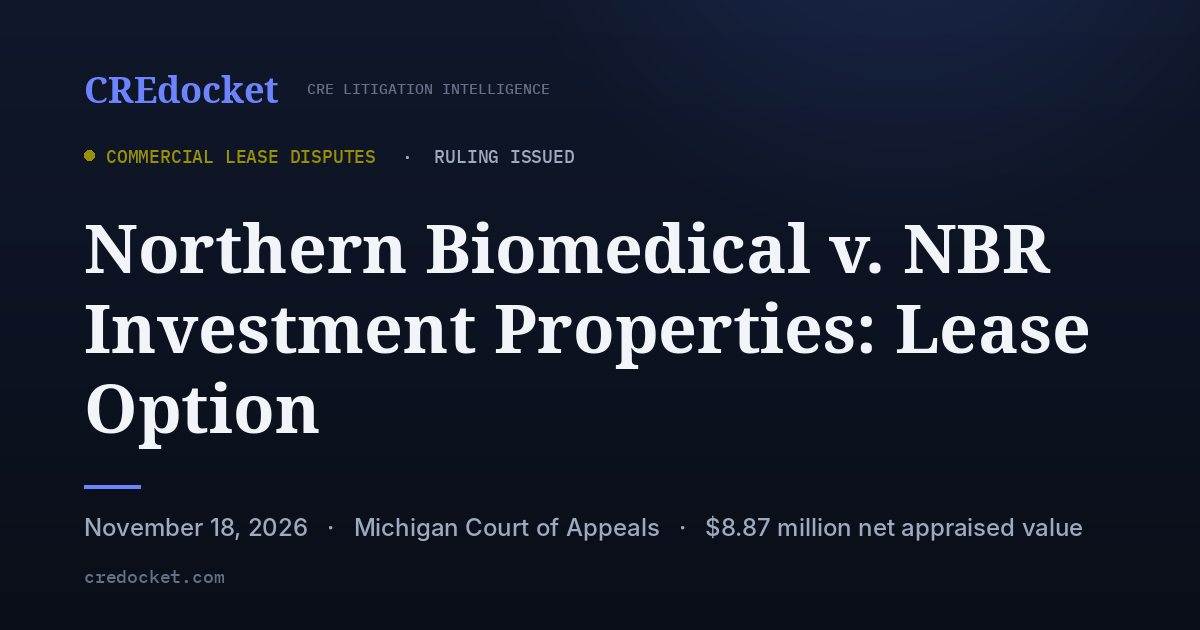 CREdocket CRE LITIGATION INTELLIGENCE
COMMERCIAL LEASE DISPUTES · RULING ISSUED
Northern Biomedical v. NBR
Investment Properties: Lease
Option
November 18, 2026 · Michigan Court of Appeals · $8.87 million net appraised value
credocket.com